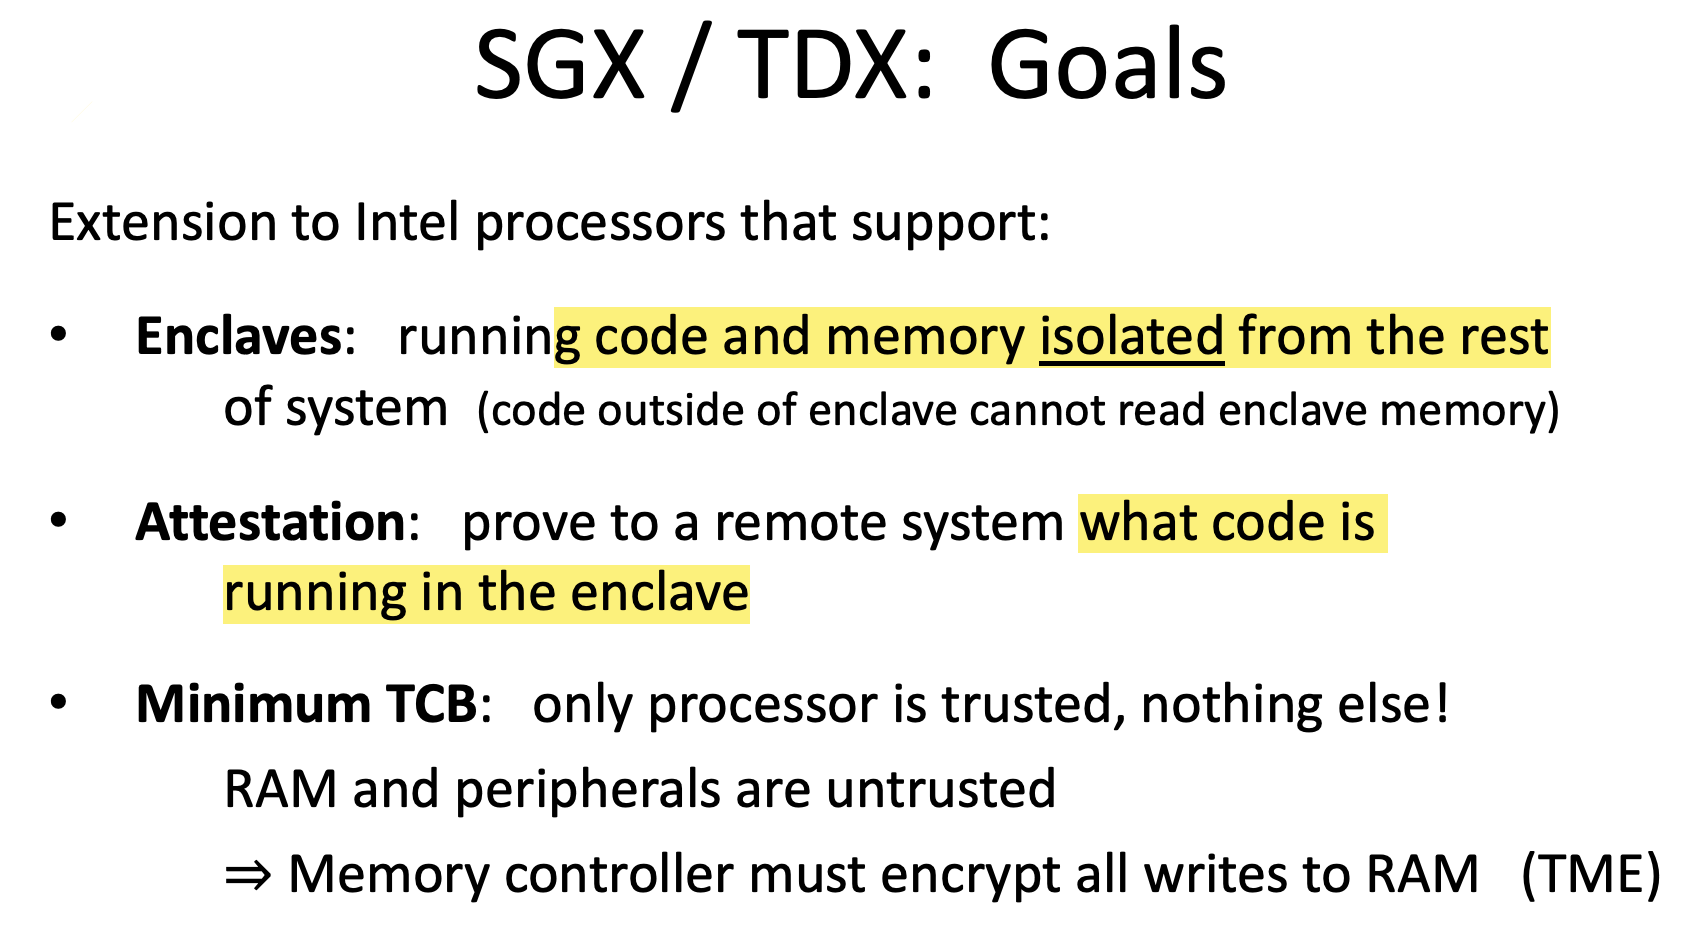 SGX / TDX: Goals
Extension to Intel processors that support:
• Enclaves: running code and memory isolated from the rest
of system (code outside of enclave cannot read enclave memory)
• Attestation: prove to a remote system what code is
running in the enclave
• Minimum TCB: only processor is trusted, nothing else!
RAM and peripherals are untrusted
⇒ Memory controller must encrypt all writes to RAM (TME)